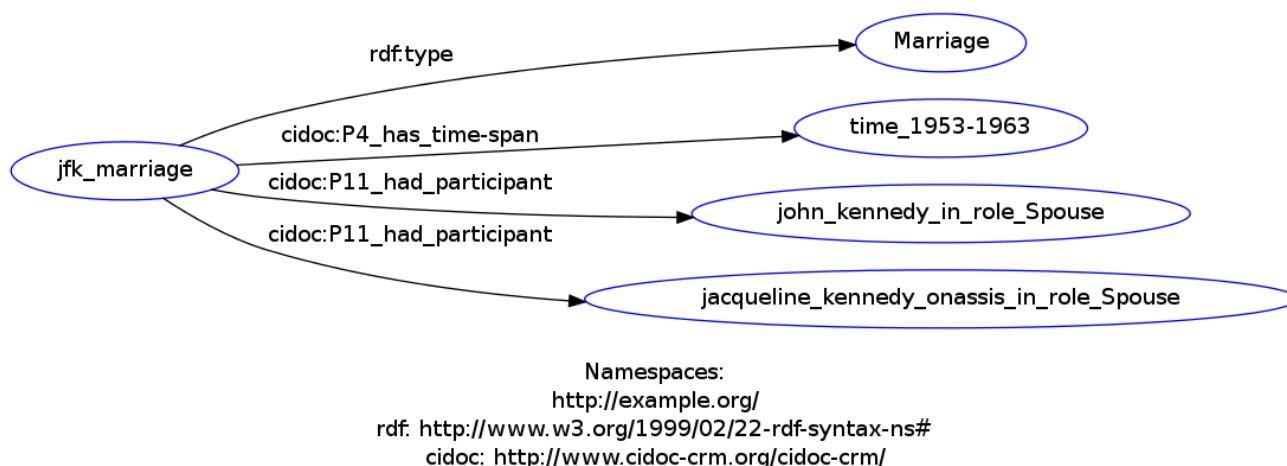 rdf:type
Marriage
cidoc:P4_has_time-span
time_1953-1963
jfk_marriage
cidoc:P11_had_participant
john_kennedy_in_role_Spouse
cidoc:P11_had_participant
jacqueline_kennedy_onassis_in_role_Spouse
Namespaces:
http://example.org/
rdf: http://www.w3.org/1999/02/22-rdf-syntax-ns#
cidoc: http://www.cidoc-crm.org/cidoc-crm/